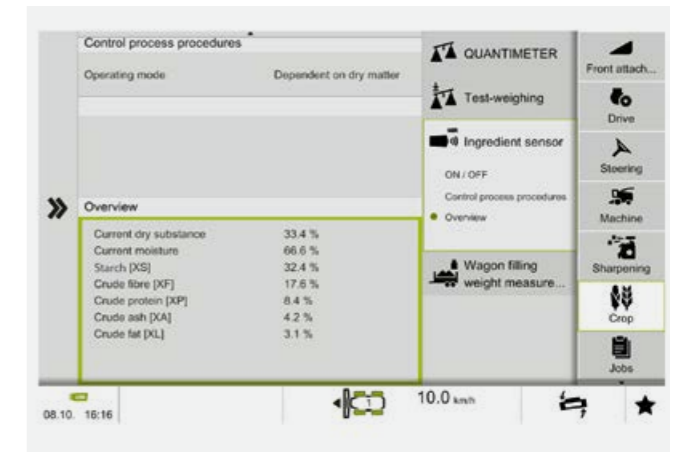 Control process procedures
Operating mode Dependent on dry matter
Overview
Current dry substance 33.4 %
Current moisture 66.6 %
Starch [XS] 32.4 %
Crude fibre [XF] 17.6 %
Crude protein [XP] 8.4 %
Crude ash [XA] 4.2 %
Crude fat [XL] 3.1 %
QUANTIMETER
Test-weighing
Ingredient sensor
ON / OFF
Control process procedures
Overview
Wagon filling
weight measure...
Front attach...
Drive
Steering
Machine
Sharpening
Crop
Jobs
08.10. 16:16
1
10.0 km/h